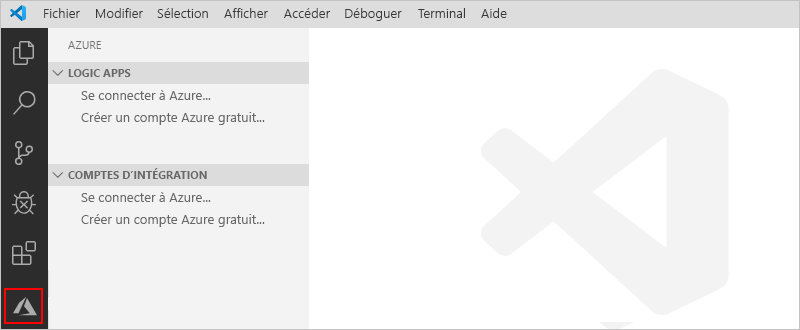 Fichier Modifier Sélection Afficher Accéder Déboguer Terminal Aide
AZURE
LOGIC APPS
Se connecter à Azure...
Créer un compte Azure gratuit...
COMPTES D'INTÉGRATION
Se connecter à Azure...
Créer un compte Azure gratuit...